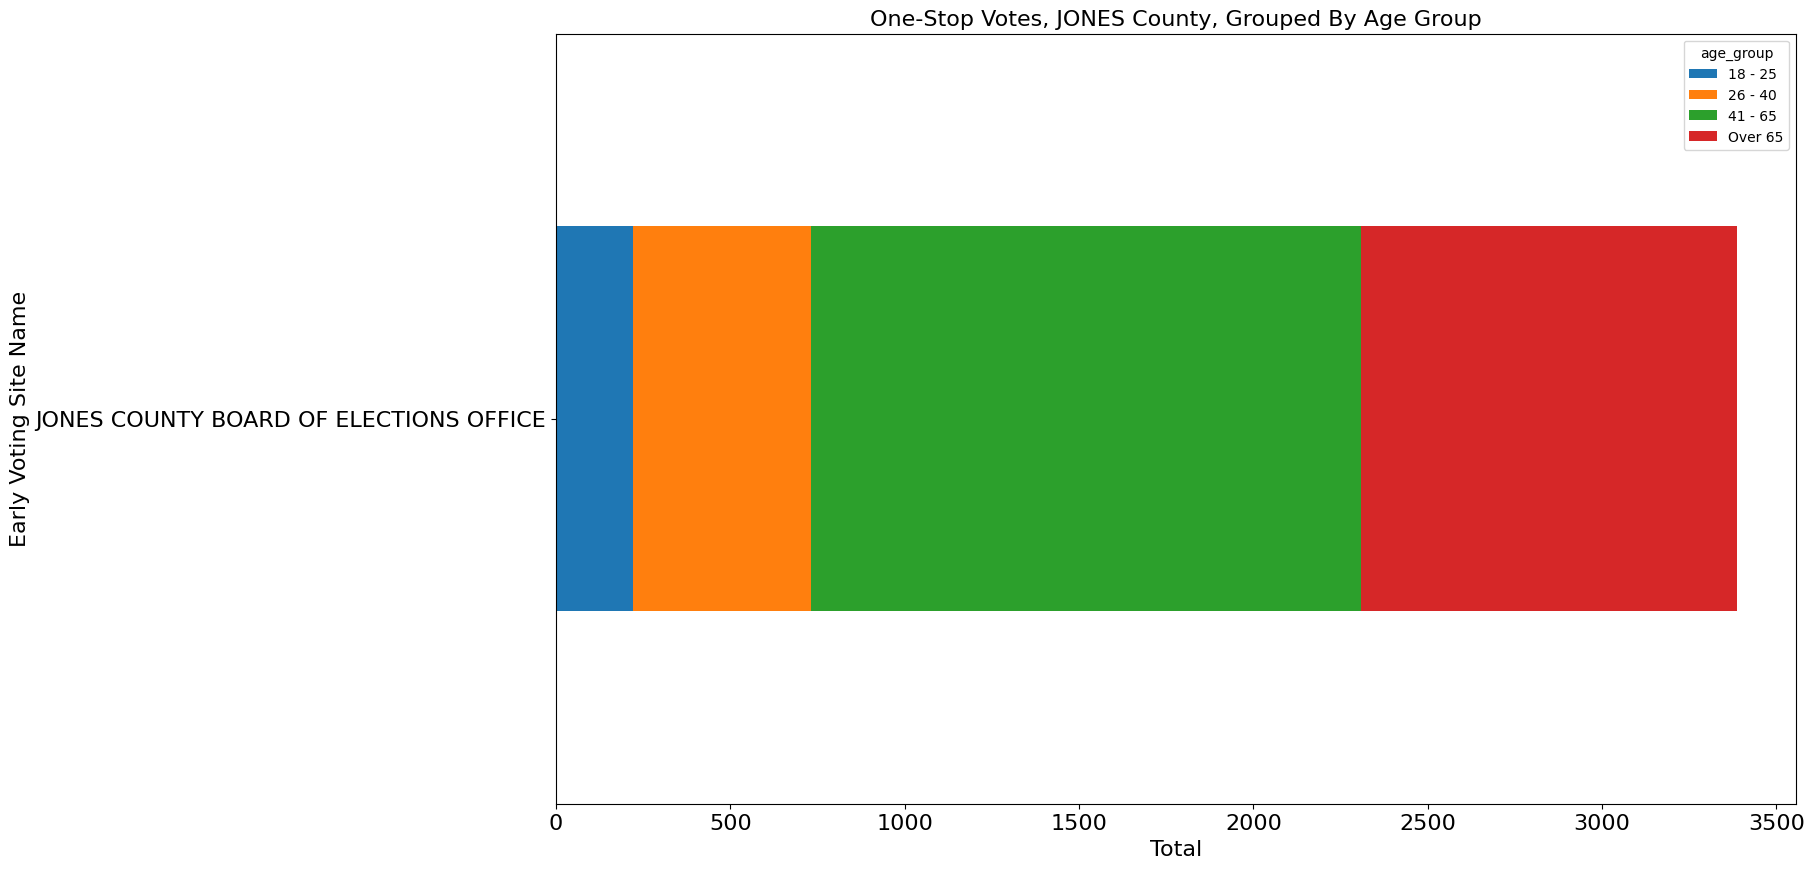 One-Stop Votes, JONES County, Grouped By Age Group
age_group
18 - 25
26 - 40
41 - 65
Over 65
Early Voting Site Name
JONES COUNTY BOARD OF ELECTIONS OFFICE
0 500 1000 1500 2000 2500 3000 3500
Total